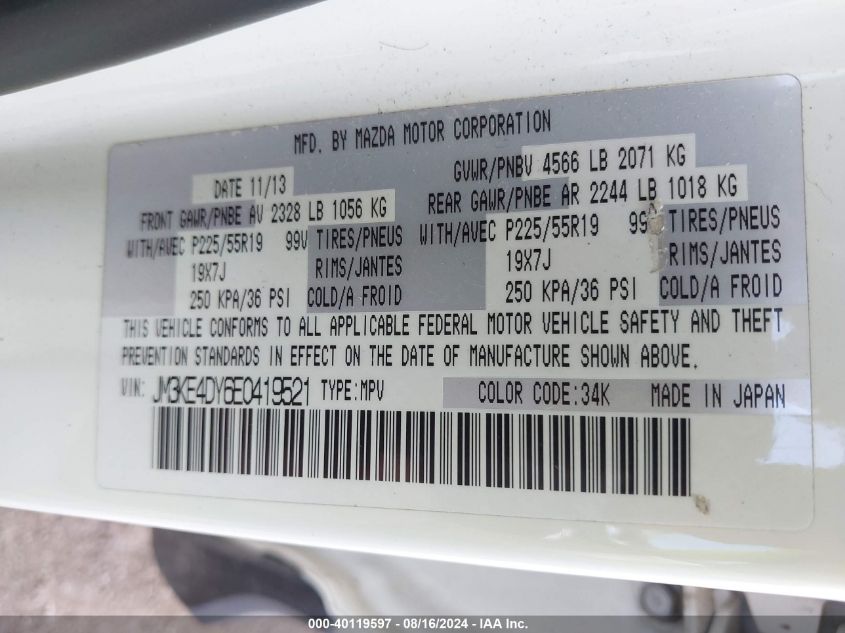 MFD. BY MAZDA MOTOR CORPORATION
DATE 11/13
GVWR/PNBV 4566 LB 2071 KG
FRONT GAWR/PNBE AV 2328 LB 1056 KG
REAR GAWR/PNBE AR 2244 LB 1018 KG
WITH/AVEC P225/55R19 99V TIRES/PNEUS
WITH/AVEC P225/55R19 99 TIRES/PNEUS
19X7J RIMS/JANTES
19X7J RIMS/JANTES
250 KPA/36 PSI COLD/A FROID
250 KPA/36 PSI COLD/A FROID
THIS VEHICLE CONFORMS TO ALL APPLICABLE FEDERAL MOTOR VEHICLE SAFETY AND THEFT
PREVENTION STANDARDS IN EFFECT ON THE DATE OF MANUFACTURE SHOWN ABOVE.
VIN: JM3KE4DY6E0419521 TYPE:MPV COLOR CODE:34K MADE IN JAPAN
000-40119597 - 08/16/2024 - IAA Inc.